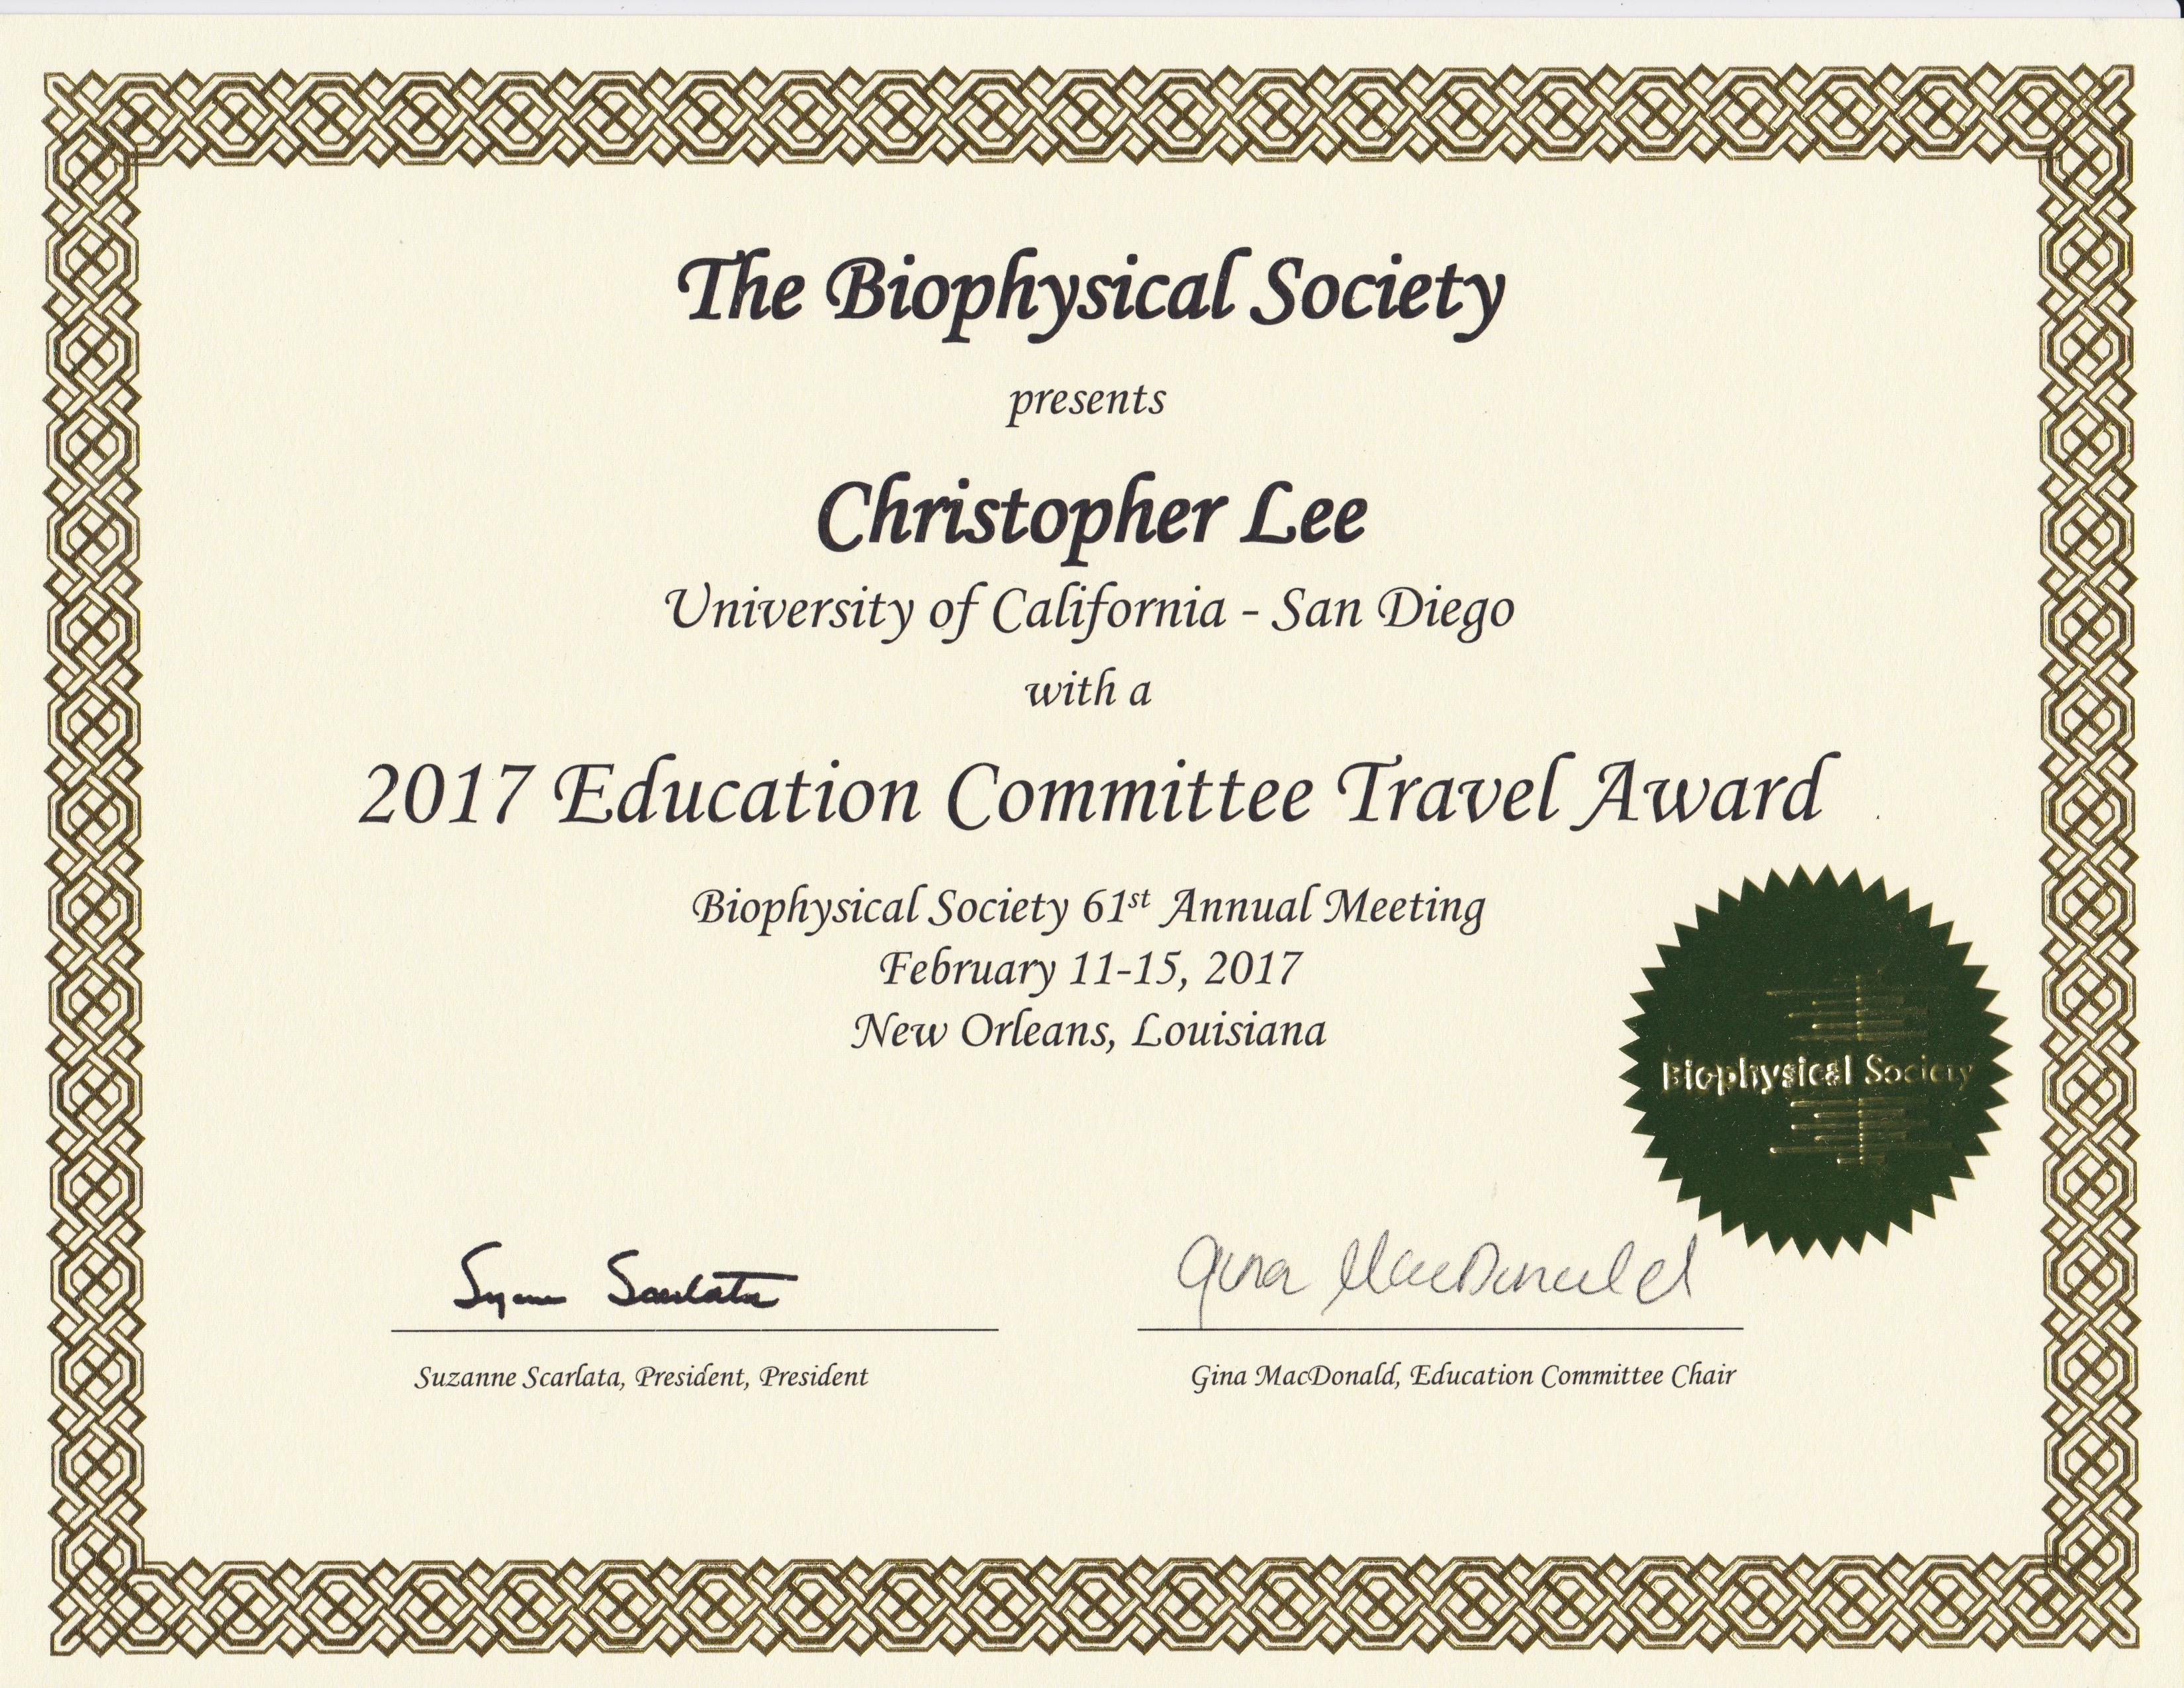 The Biophysical Society
presents
Christopher Lee
University of California - San Diego
with a
2017 Education Committee Travel Award
Biophysical Society 61st Annual Meeting
February 11-15, 2017
New Orleans, Louisiana
Biophysical Society
Suzanne Scarlata
Gina MacDonald
Suzanne Scarlata, President, President
Gina MacDonald, Education Committee Chair